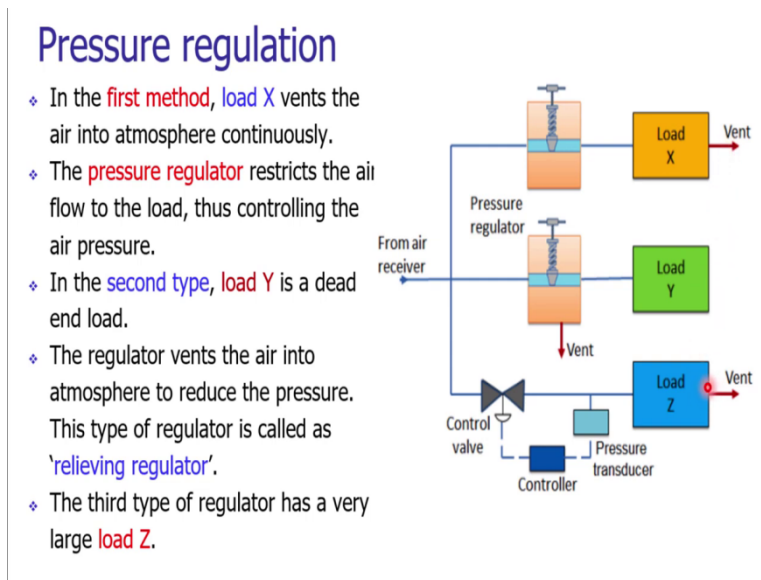 Pressure regulation
❖ In the first method, load X vents the
air into atmosphere continuously.
❖ The pressure regulator restricts the air
flow to the load, thus controlling the
air pressure.
❖ In the second type, load Y is a dead
end load.
❖ The regulator vents the air into
atmosphere to reduce the pressure.
This type of regulator is called as
‘relieving regulator’.
❖ The third type of regulator has a very
large load Z.
Load
X
Vent
Pressure
regulator
From air
receiver
Load
Y
Vent
Load
Z
Vent
Control
valve
Pressure
transducer
Controller